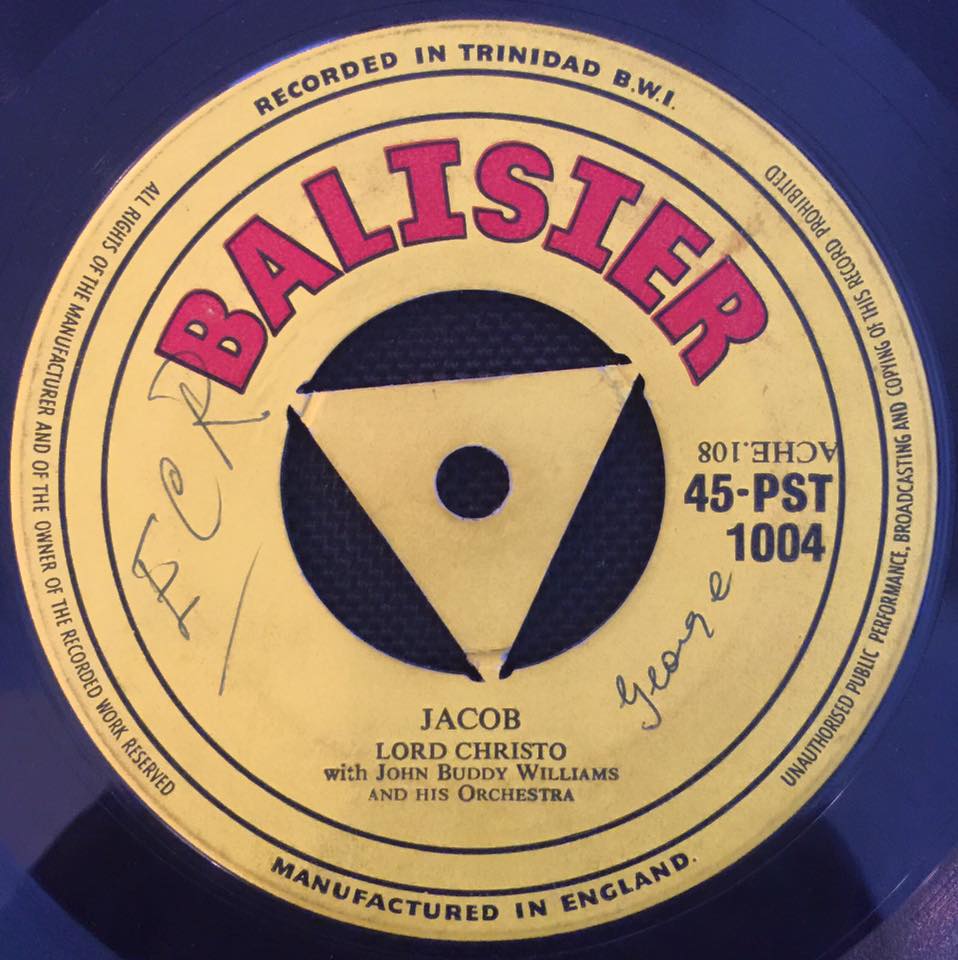 RECORDED IN TRINIDAD B.W.I.
BALISIER
ALL RIGHTS OF THE MANUFACTURER AND OF THE OWNER OF THE RECORDED WORK RESERVED
UNAUTHORISED PUBLIC PERFORMANCE, BROADCASTING AND COPYING OF THIS RECORD PROHIBITED
ECR
ACHE.108
45-PST
1004
George
JACOB
LORD CHRISTO
with JOHN BUDDY WILLIAMS
AND HIS ORCHESTRA
MANUFACTURED IN ENGLAND.